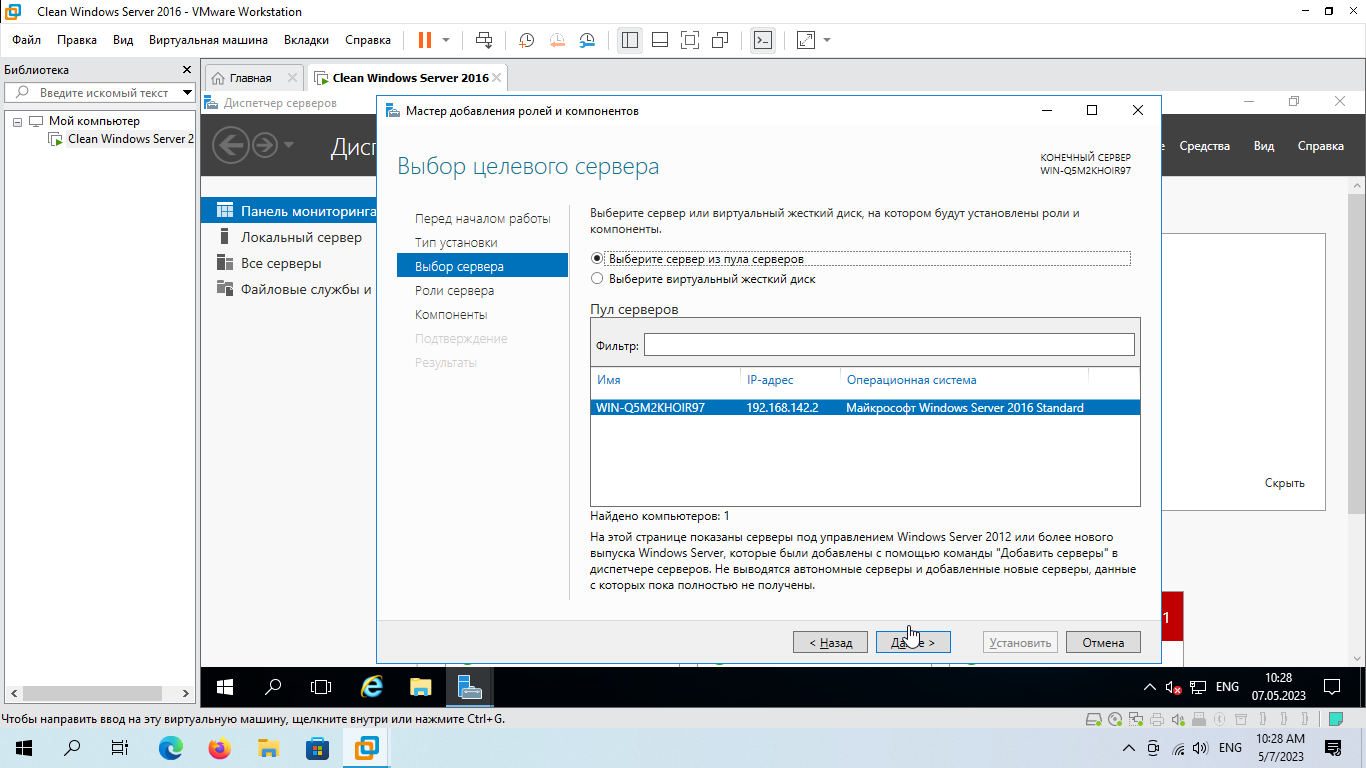 Clean Windows Server 2016 - VMware Workstation
Файл Правка Вид Виртуальная машина Вкладки Справка
Библиотека
Введите искомый текст
Мой компьютер
Clean Windows Server 2
Главная
Clean Windows Server 2016
Диспетчер серверов
Средства Вид Справка
Панель мониторинга
Локальный сервер
Все серверы
Файловые службы и
Скрыть
1
Мастер добавления ролей и компонентов
Выбор целевого сервера
КОНЕЧНЫЙ СЕРВЕР
WIN-Q5M2KHOIR97
Перед началом работы
Тип установки
Выбор сервера
Роли сервера
Компоненты
Подтверждение
Результаты
Выберите сервер или виртуальный жесткий диск, на котором будут установлены роли и
компоненты.
Выберите сервер из пула серверов
Выберите виртуальный жесткий диск
Пул серверов
Фильтр:
Имя IP-адрес Операционная система
WIN-Q5M2KHOIR97 192.168.142.2 Майкрософт Windows Server 2016 Standard
Найдено компьютеров: 1
На этой странице показаны серверы под управлением Windows Server 2012 или более нового
выпуска Windows Server, которые были добавлены с помощью команды "Добавить серверы" в
диспетчере серверов. Не выводятся автономные серверы и добавленные новые серверы, данные
с которых пока полностью не получены.
< Назад Далее > Установить Отмена
ENG
10:28
07.05.2023
Чтобы направить ввод на эту виртуальную машину, щелкните внутри или нажмите Ctrl+G.
ENG
10:28 AM
5/7/2023